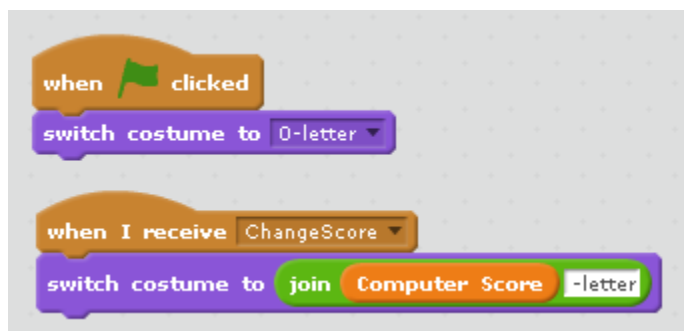 when clicked
switch costume to 0-letter
when I receive ChangeScore
switch costume to join Computer Score -letter